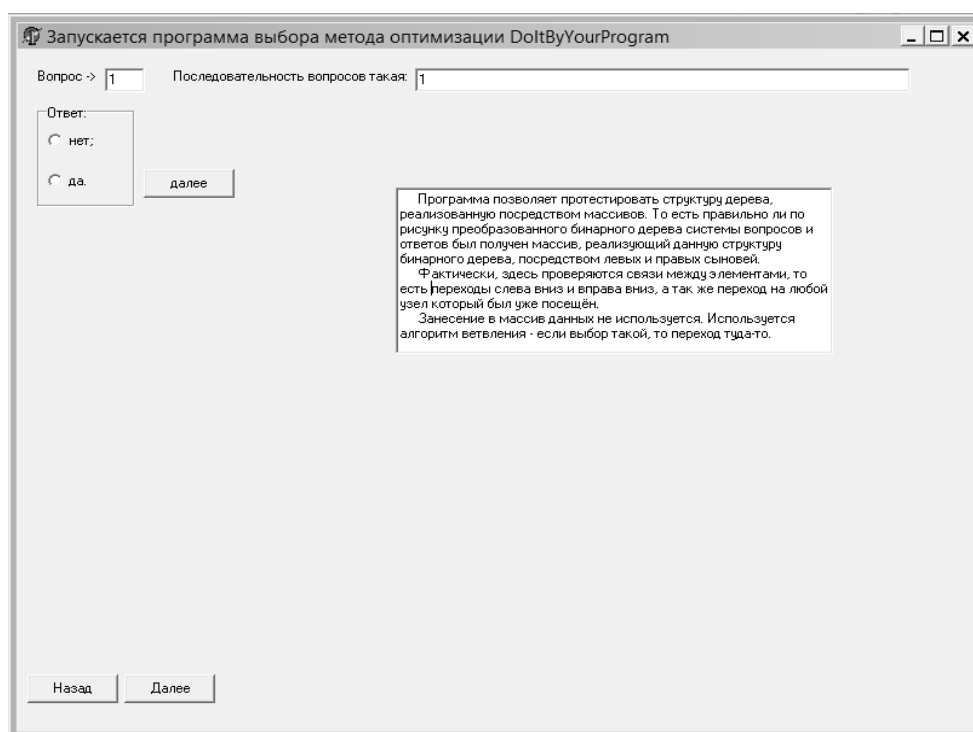 Запускается программа выбора метода оптимизации DoItByYourProgram
Вопрос -> 1 Последовательность вопросов такая: 1
Ответ:
нет;
да.
далее
Программа позволяет протестировать структуру дерева,
реализованную посредством массивов. То есть правильно ли по
рисунку преобразованного бинарного дерева системы вопросов и
ответов был получен массив, реализующий данную структуру
бинарного дерева, посредством левых и правых сыновей.
Фактически, здесь проверяются связи между элементами, то
есть переходы слева вниз и вправа вниз, а так же переход на любой
узел который был уже посещён.
Занесение в массив данных не используется. Используется
алгоритм ветвления - если выбор такой, то переход туда-то.
Назад Далее